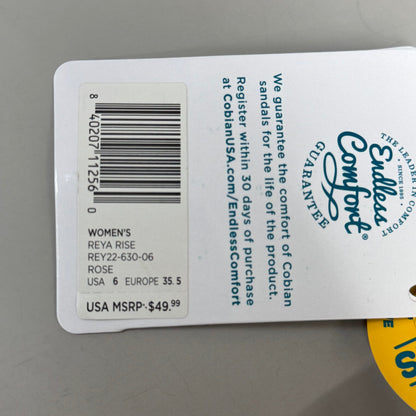 8 40207 11325 0
WOMEN'S
REYA RISE
REY22-630-06
ROSE
USA 6 EUROPE 35.5
USA MSRP·$49.99
We guarantee the comfort of Cobian
sandals for the life of the product.
Register within 30 days of purchase
at CobianUSA.com/EndlessComfort
THE LEADER IN COMFORT
· SINCE 1995 ·
Endless
Comfort®
GUARANTEE